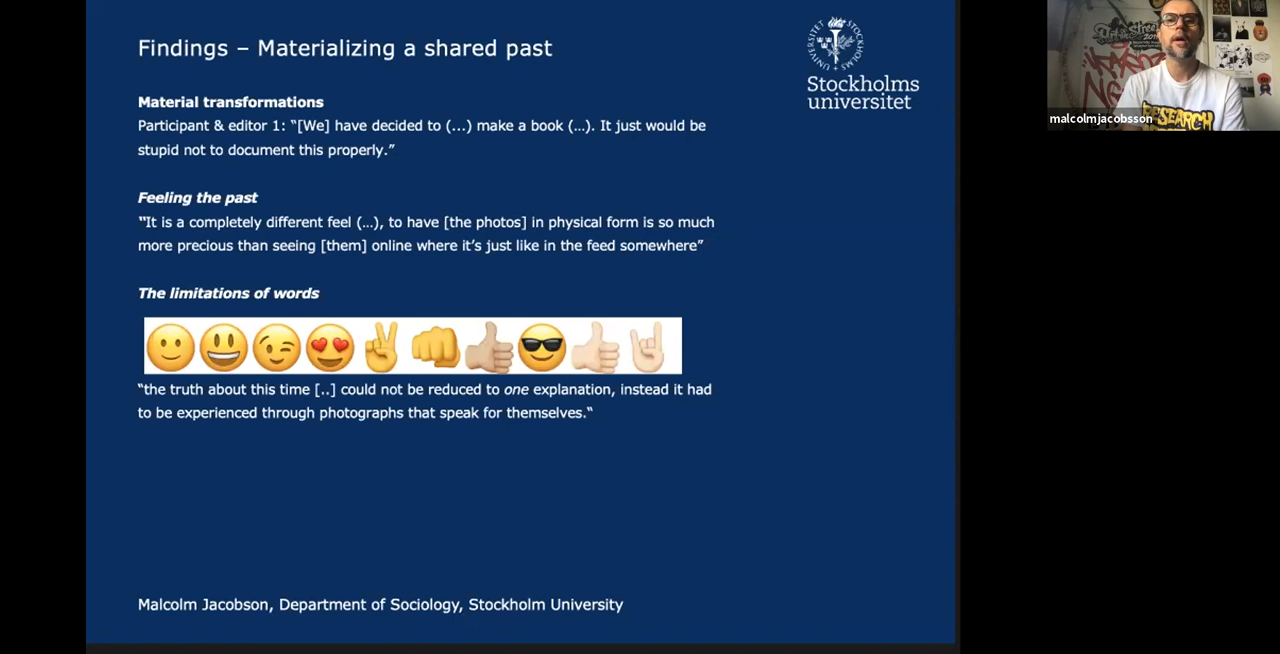 Findings – Materializing a shared past
Material transformations
Participant & editor 1: “[We] have decided to (...) make a book (…). It just would be
stupid not to document this properly.”
Feeling the past
“It is a completely different feel (…), to have [the photos] in physical form is so much
more precious than seeing [them] online where it’s just like in the feed somewhere”
The limitations of words
“the truth about this time [..] could not be reduced to one explanation, instead it had
to be experienced through photographs that speak for themselves.“
Malcolm Jacobson, Department of Sociology, Stockholm University
STOCKHOLMS UNIVERSITET
Stockholms
universitet
malcolmjacobsson
RESEARCH